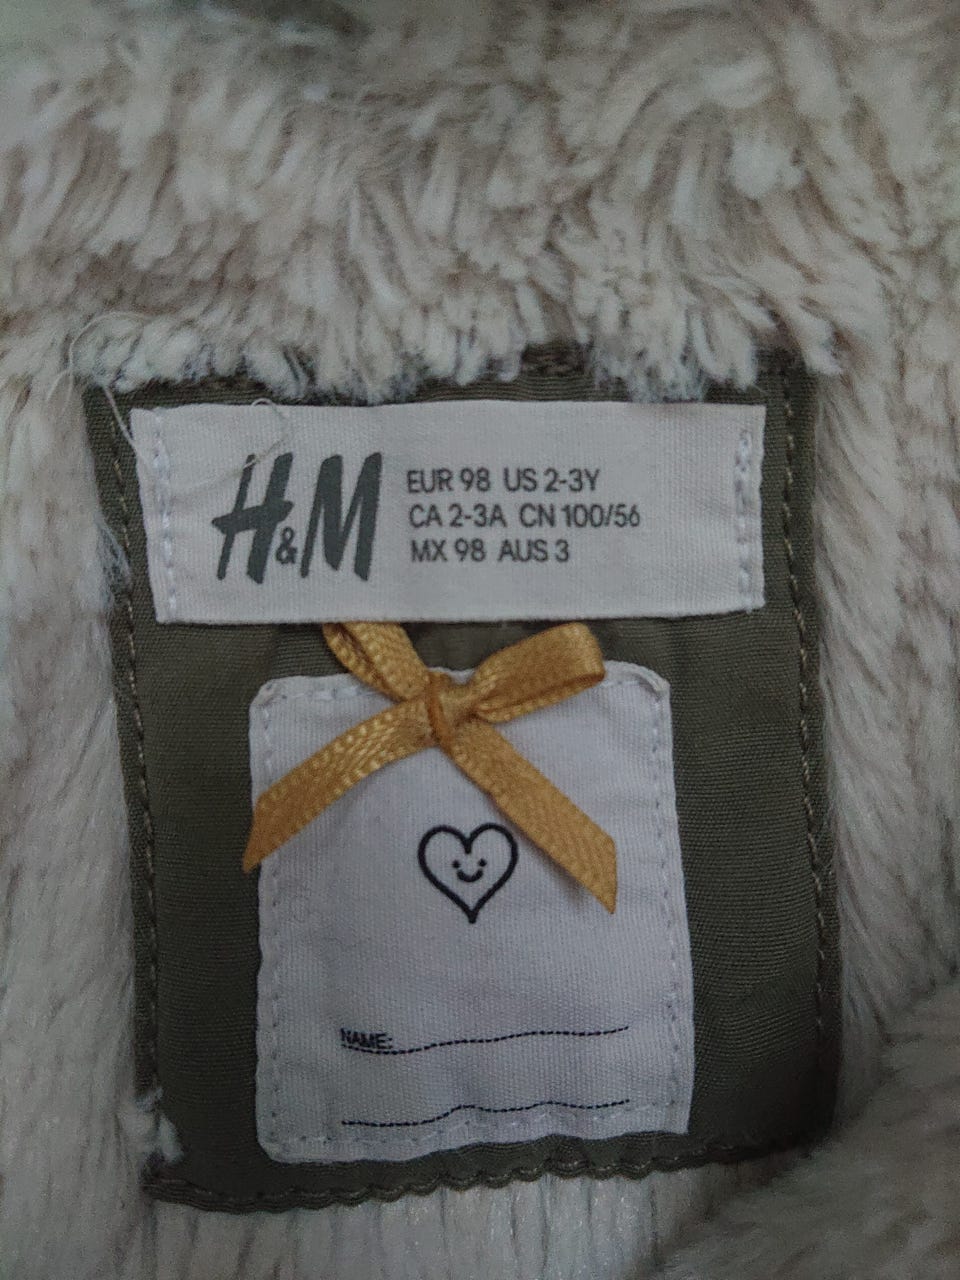 H&M
EUR 98 US 2-3Y
CA 2-3A CN 100/56
MX 98 AUS 3
NAME: